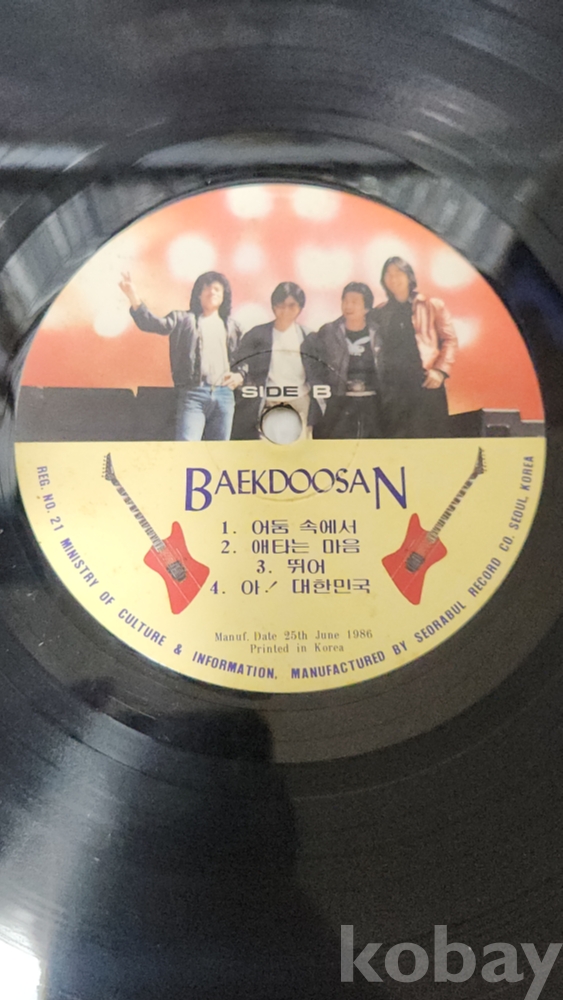 SIDE B
BAEKDOOSAN
1. 어둠 속에서
2. 애타는 마음
3. 뛰어
4. 아! 대한민국
Manuf. Date 25th June 1986
Printed in Korea
REG. NO. 21 MINISTRY OF CULTURE & INFORMATION. MANUFACTURED BY SEORABUL RECORD CO. SEOUL, KOREA
kobay